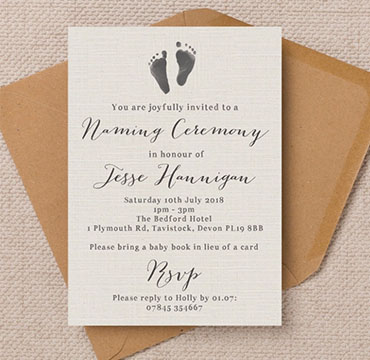 You are joyfully invited to a
Naming Ceremony
in honour of
Jesse Hannigan
Saturday 10th July 2018
1pm - 3pm
The Bedford Hotel
1 Plymouth Rd, Tavistock, Devon PL19 8BB
Please bring a baby book in lieu of a card
Rsvp
Please reply to Holly by 01.07:
07845 354667